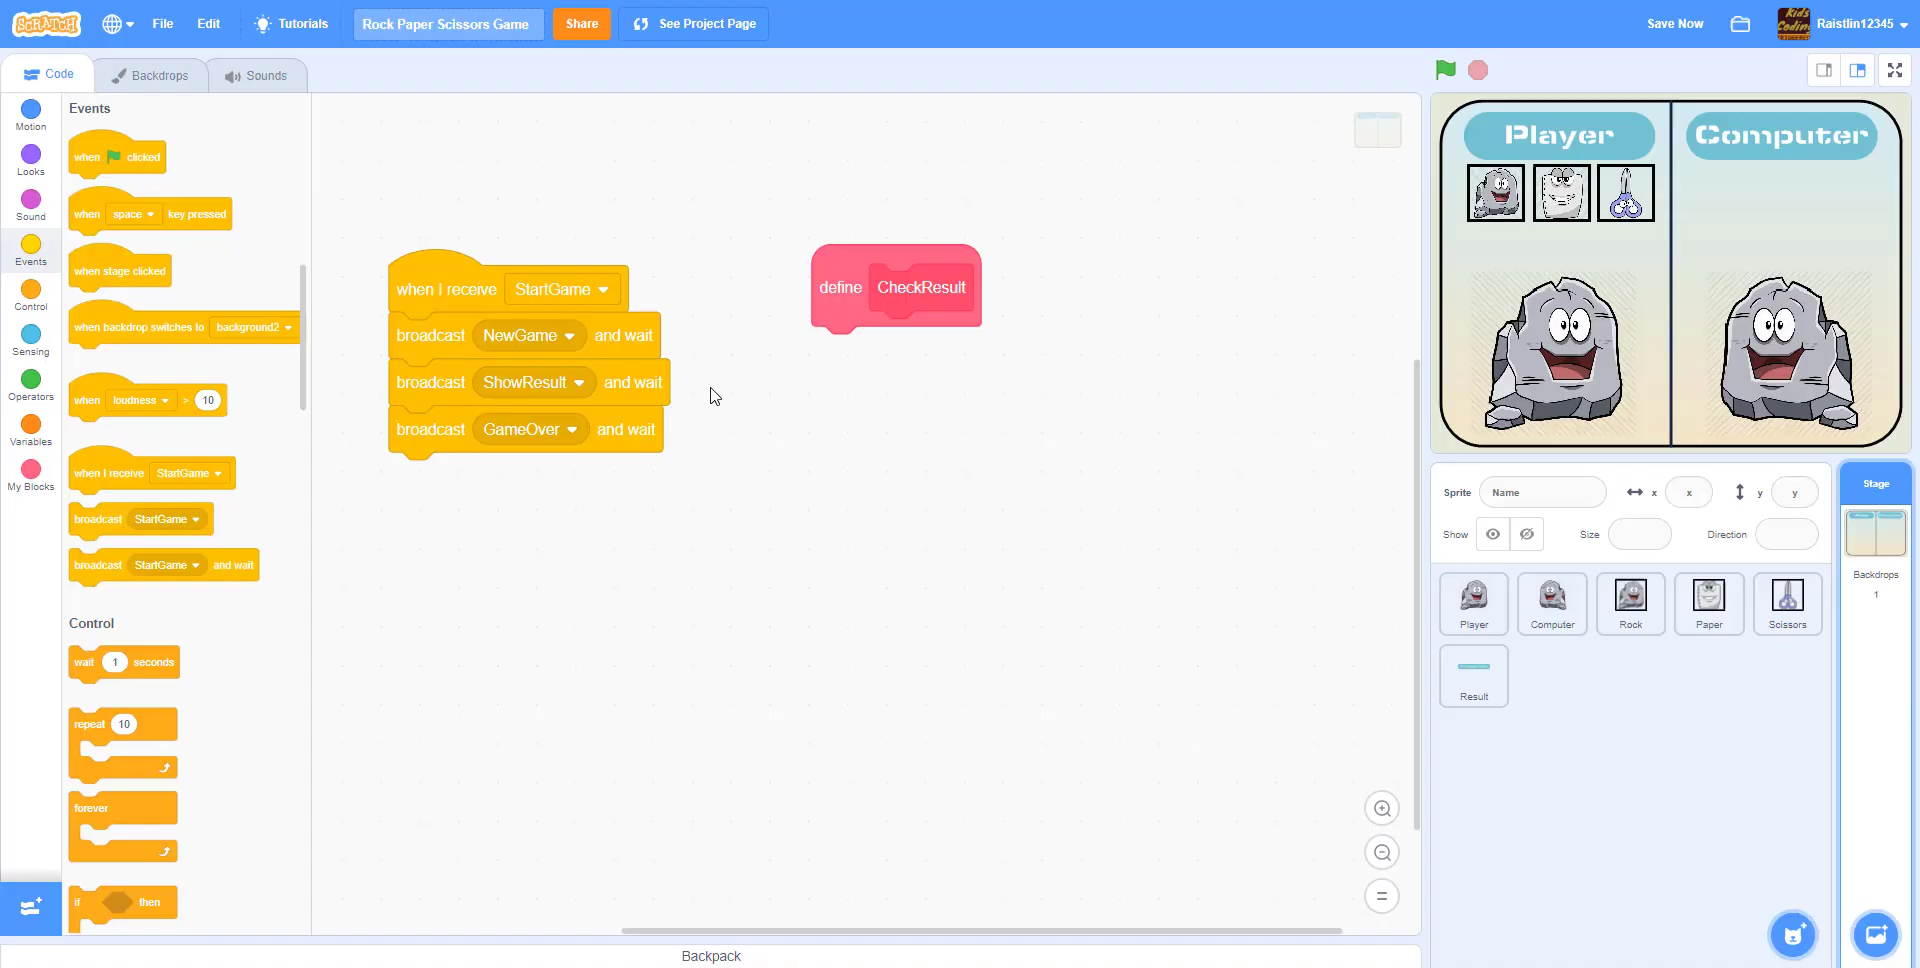 SCRATCH
File
Edit
Tutorials
Rock Paper Scissors Game
Share
See Project Page
Save Now
Kids
Coding
Raistlin12345
Code
Backdrops
Sounds
Motion
Looks
Sound
Events
Control
Sensing
Operators
Variables
My Blocks
Events
when clicked
when space key pressed
when stage clicked
when backdrop switches to background2
when loudness > 10
when I receive StartGame
broadcast StartGame
broadcast StartGame and wait
Control
wait 1 seconds
repeat 10
forever
if then
when I receive StartGame
broadcast NewGame and wait
broadcast ShowResult and wait
broadcast GameOver and wait
define CheckResult
Backpack
Player
Computer
Sprite Name x x y y
Show Size Direction
Player
Computer
Rock
Paper
Scissors
Result
Stage
Backdrops
1